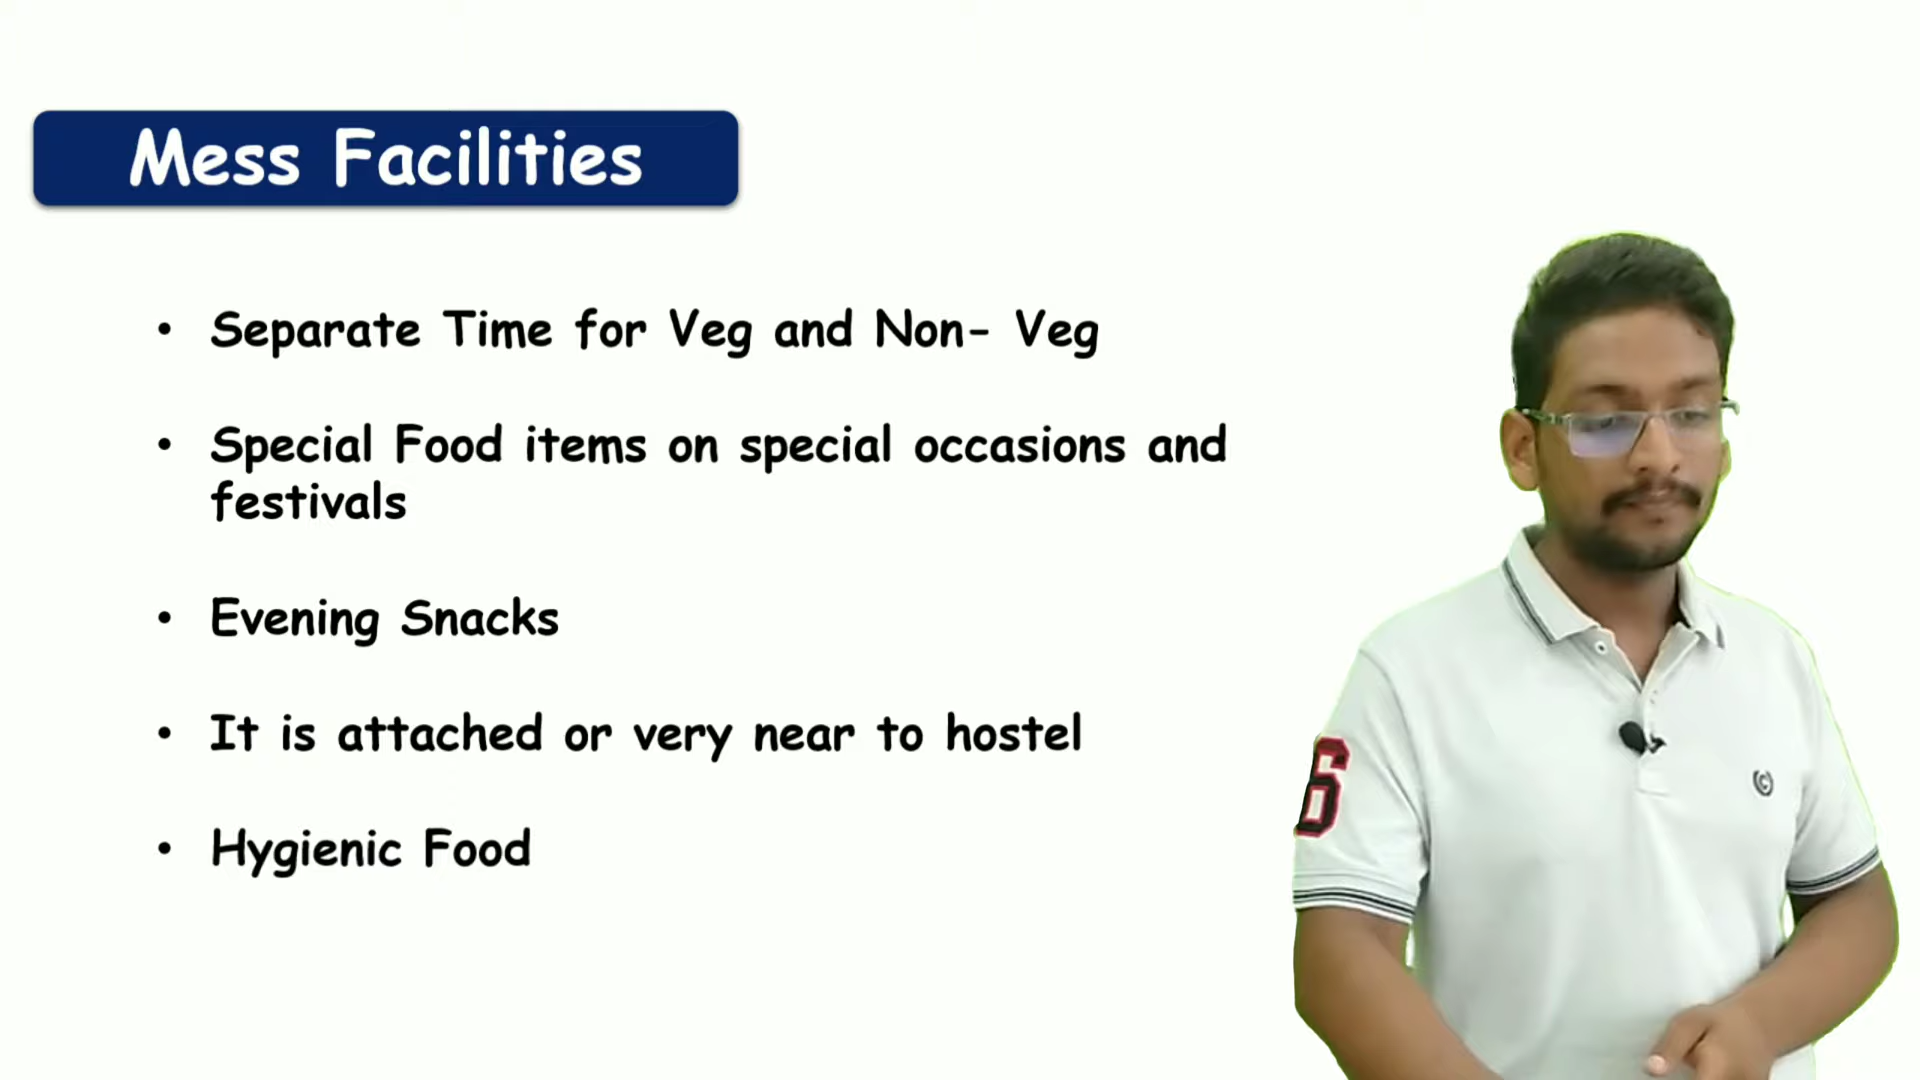 Mess Facilities
• Separate Time for Veg and Non- Veg
• Special Food items on special occasions and
festivals
• Evening Snacks
• It is attached or very near to hostel
• Hygienic Food
6